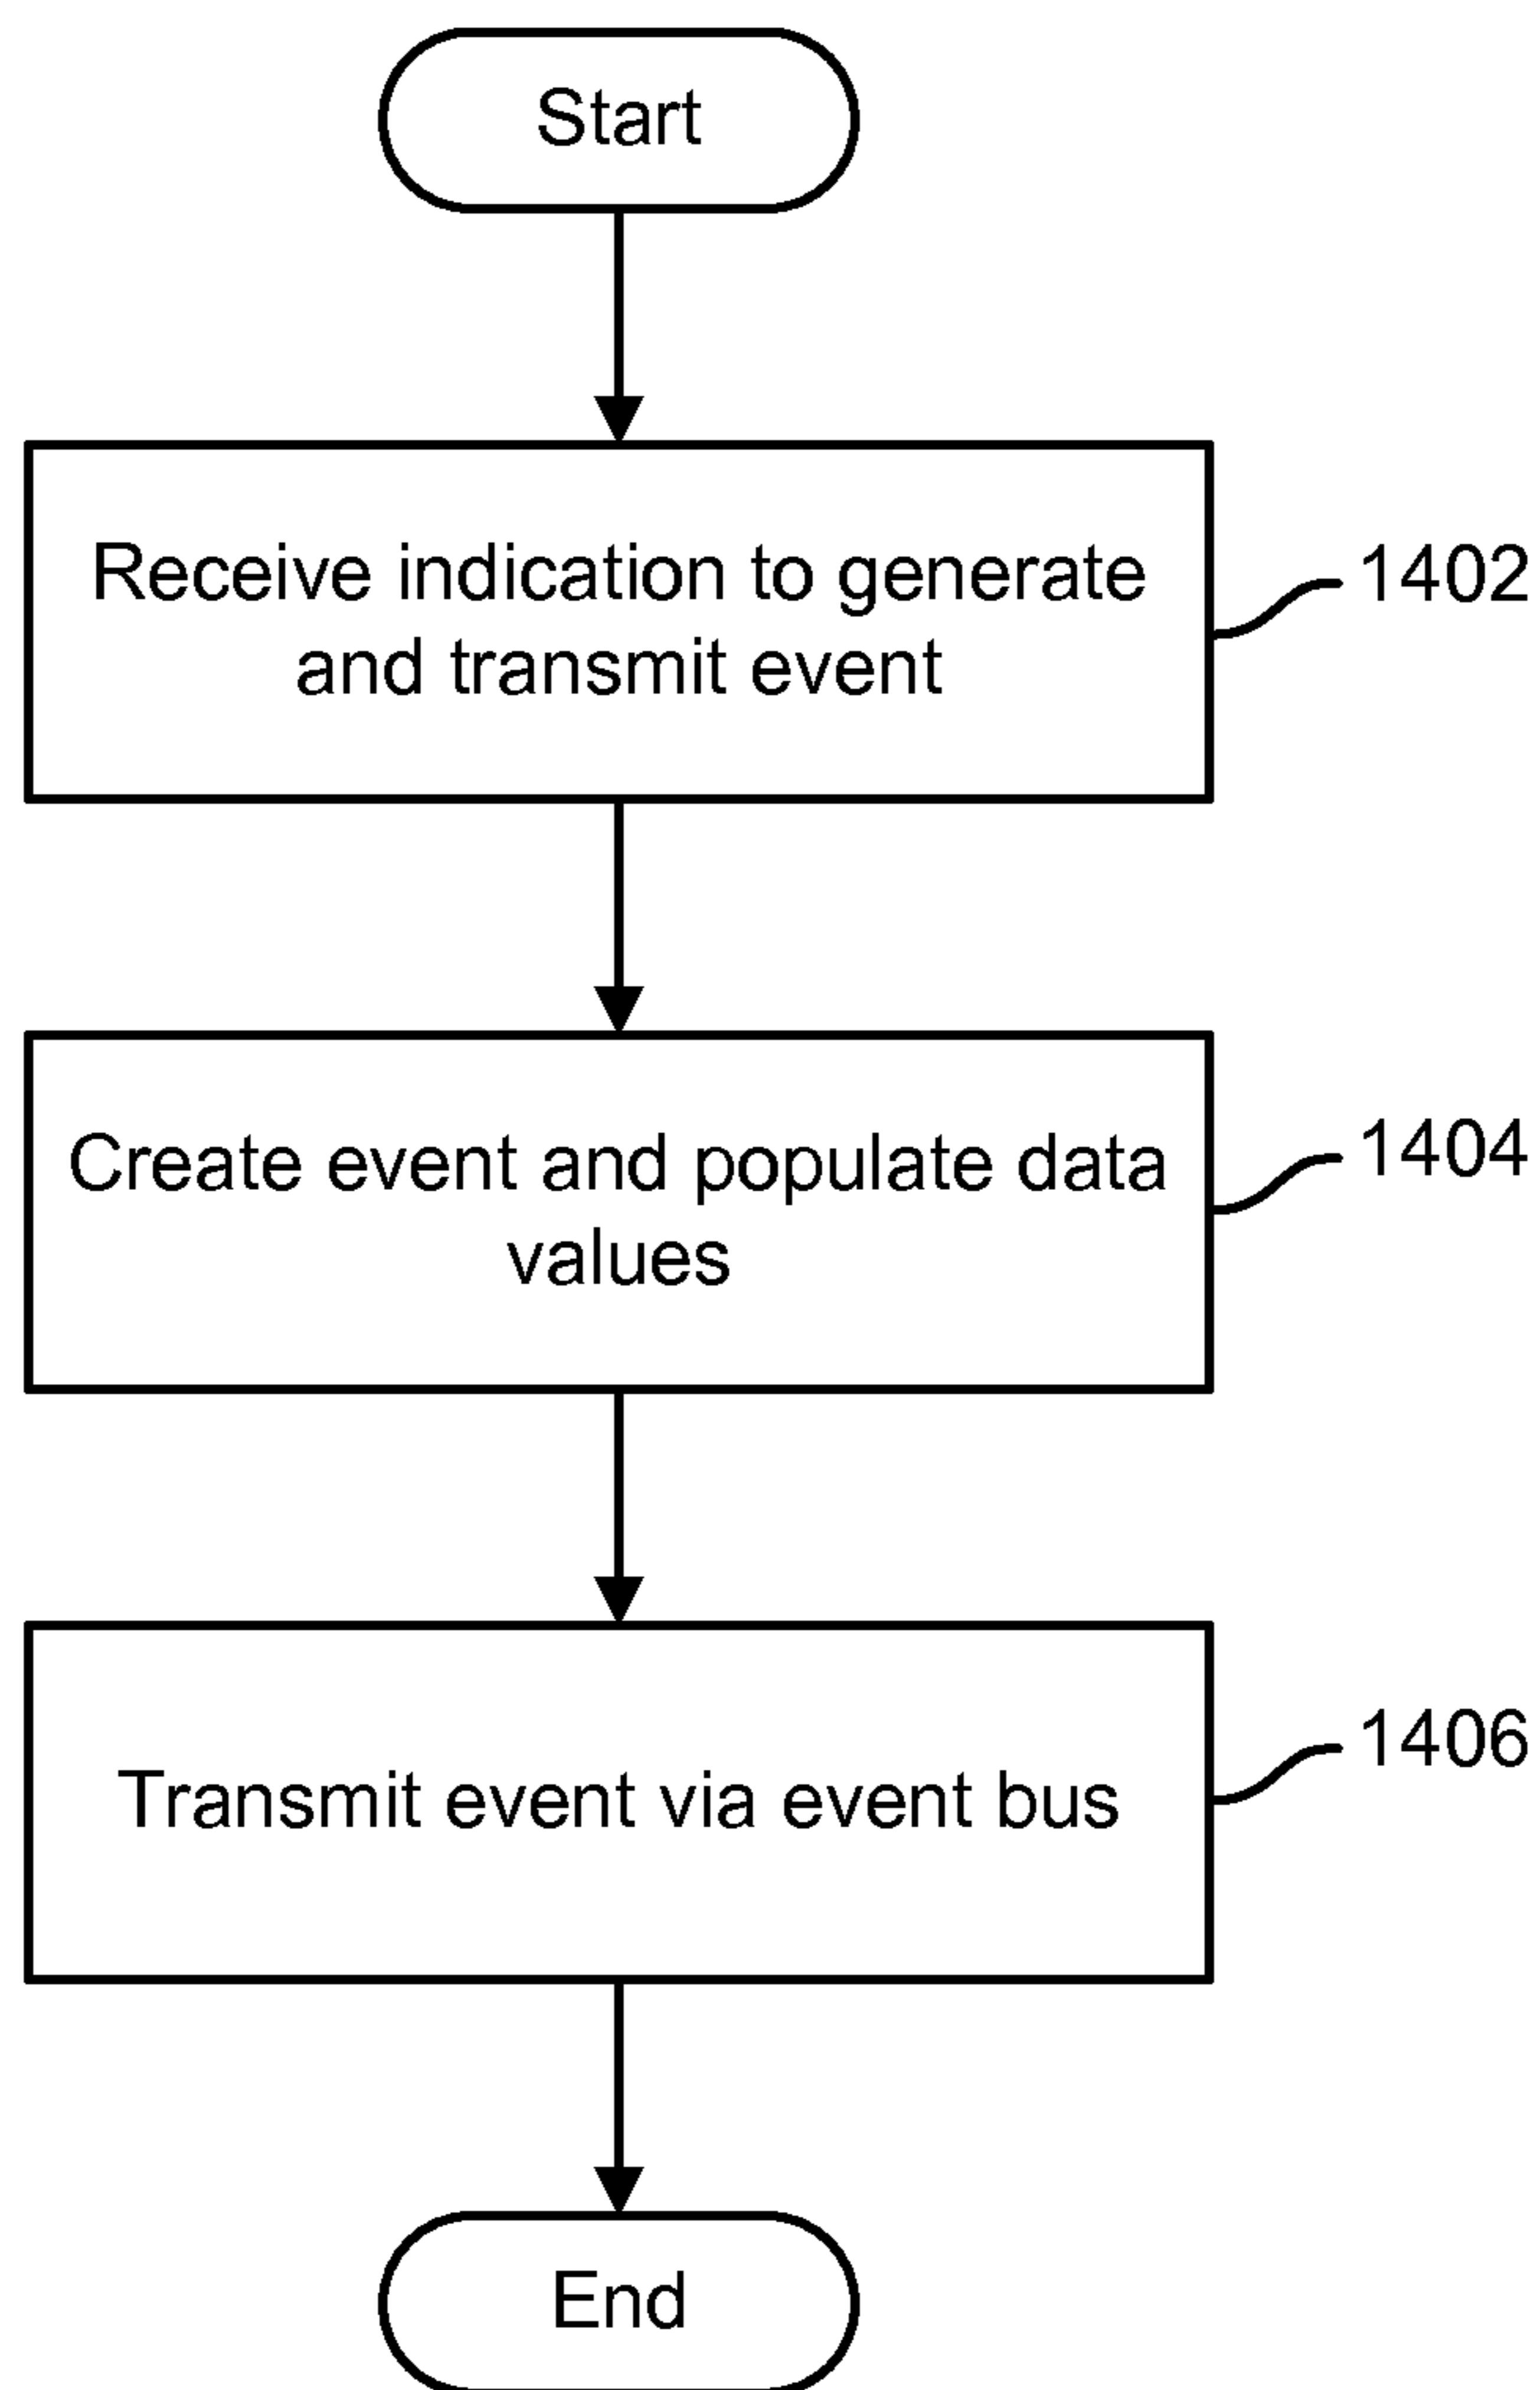 Start
Receive indication to generate
and transmit event
1402
Create event and populate data
values
1404
Transmit event via event bus
1406
End